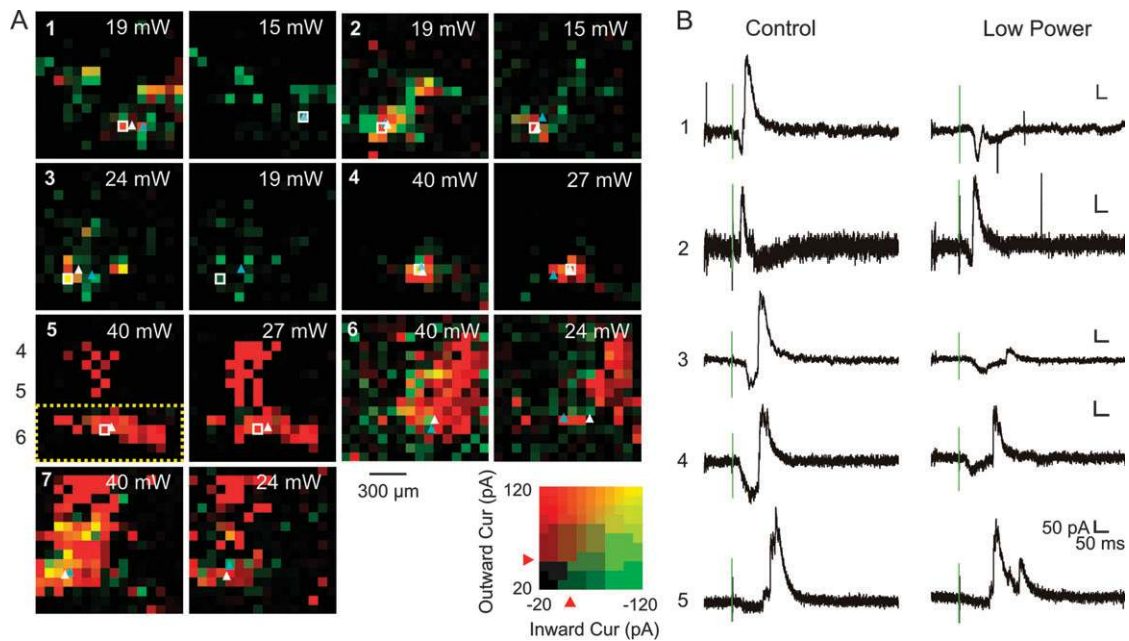 A
1 19 mW 15 mW 2 19 mW 15 mW
3 24 mW 19 mW 4 40 mW 27 mW
5 40 mW 27 mW 6 40 mW 24 mW
4
5
6
7 40 mW 24 mW
300 µm
Outward Cur (pA)
120
20
-20 -120
Inward Cur (pA)
B
Control Low Power
1
2
3
4
5
50 pA
50 ms